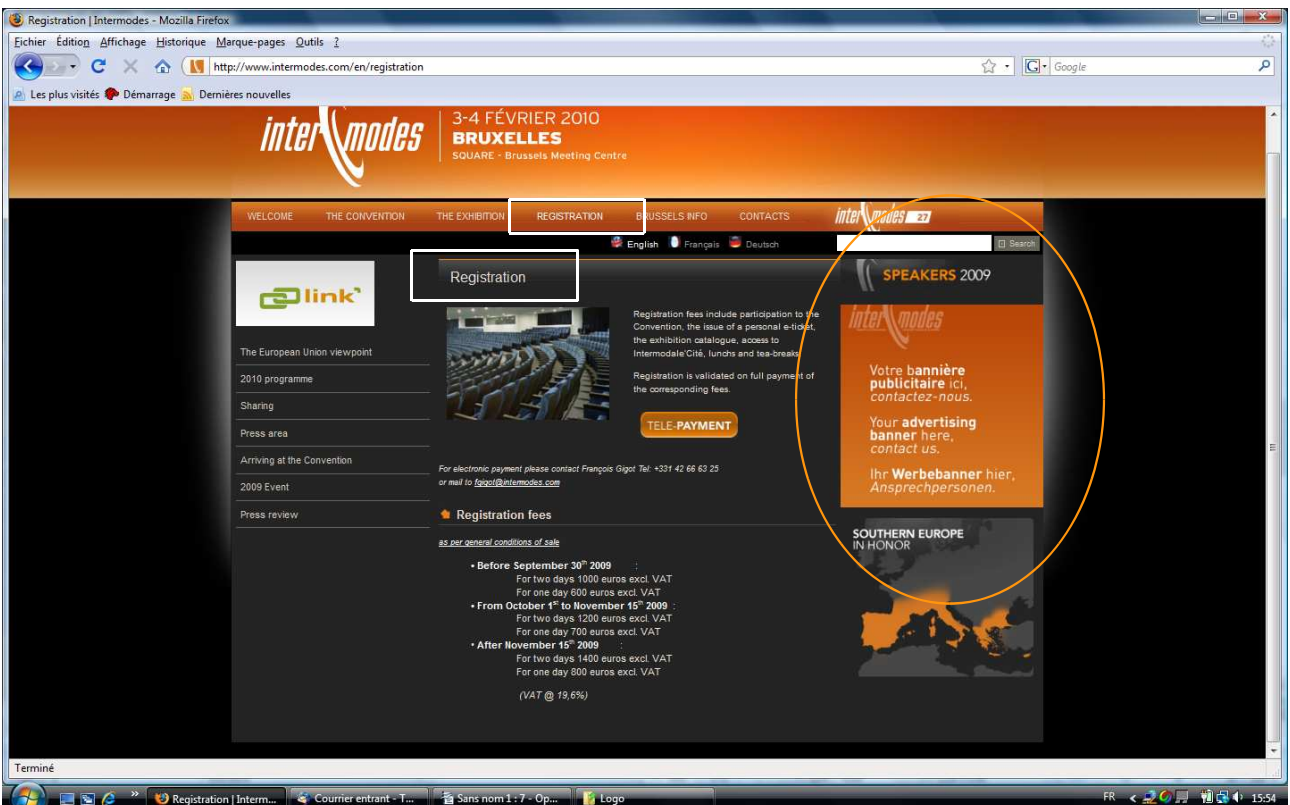 Registration | Intermodes - Mozilla Firefox
Fichier Édition Affichage Historique Marque-pages Outils ?
http://www.intermodes.com/en/registration
Google
Les plus visités Démarrage Dernières nouvelles
inter modes
3-4 FÉVRIER 2010
BRUXELLES
SQUARE - Brussels Meeting Centre
WELCOME THE CONVENTION THE EXHIBITION REGISTRATION BRUSSELS INFO CONTACTS inter modes 27
English Français Deutsch Search
link
The European Union viewpoint
2010 programme
Sharing
Press area
Arriving at the Convention
2009 Event
Press review
Registration
Registration fees include participation to the
Convention, the issue of a personal e-ticket,
the exhibition catalogue, access to
Intermodale'Cité, lunchs and tea-breaks
Registration is validated on full payment of
the corresponding fees.
TELE-PAYMENT
For electronic payment please contact François Gigot Tel: +331 42 66 63 25
or mail to fgigot@intermodes.com
Registration fees
as per general conditions of sale
• Before September 30th 2009 :
For two days 1000 euros excl. VAT
For one day 600 euros excl. VAT
• From October 1st to November 15th 2009 :
For two days 1200 euros excl. VAT
For one day 700 euros excl. VAT
• After November 15th 2009 :
For two days 1400 euros excl. VAT
For one day 800 euros excl. VAT
(VAT @ 19,6%)
SPEAKERS 2009
inter modes
Votre bannière
publicitaire ici,
contactez-nous.
Your advertising
banner here,
contact us.
Ihr Werbebanner hier,
Ansprechpersonen.
SOUTHERN EUROPE
IN HONOR
Terminé
Registration | Interm... Courrier entrant - T... Sans nom 1 : 7 - Op... Logo FR 15:54